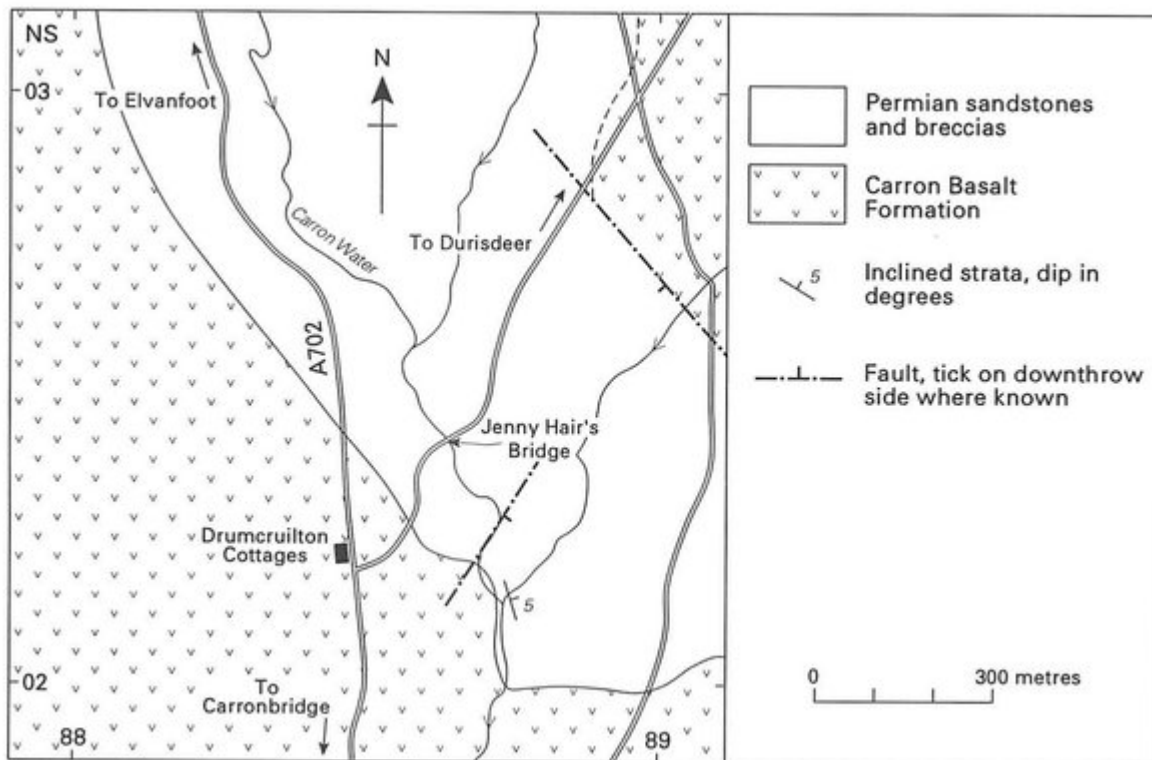 NS
03
To Elvanfoot
N
Carron Water
To Durisdeer
A702
Jenny Hair's
Bridge
Drumcruilton
Cottages
5
02
To
Carronbridge
88
89
Permian sandstones
and breccias
Carron Basalt
Formation
5
Inclined strata, dip in
degrees
Fault, tick on downthrow
side where known
0
300 metres